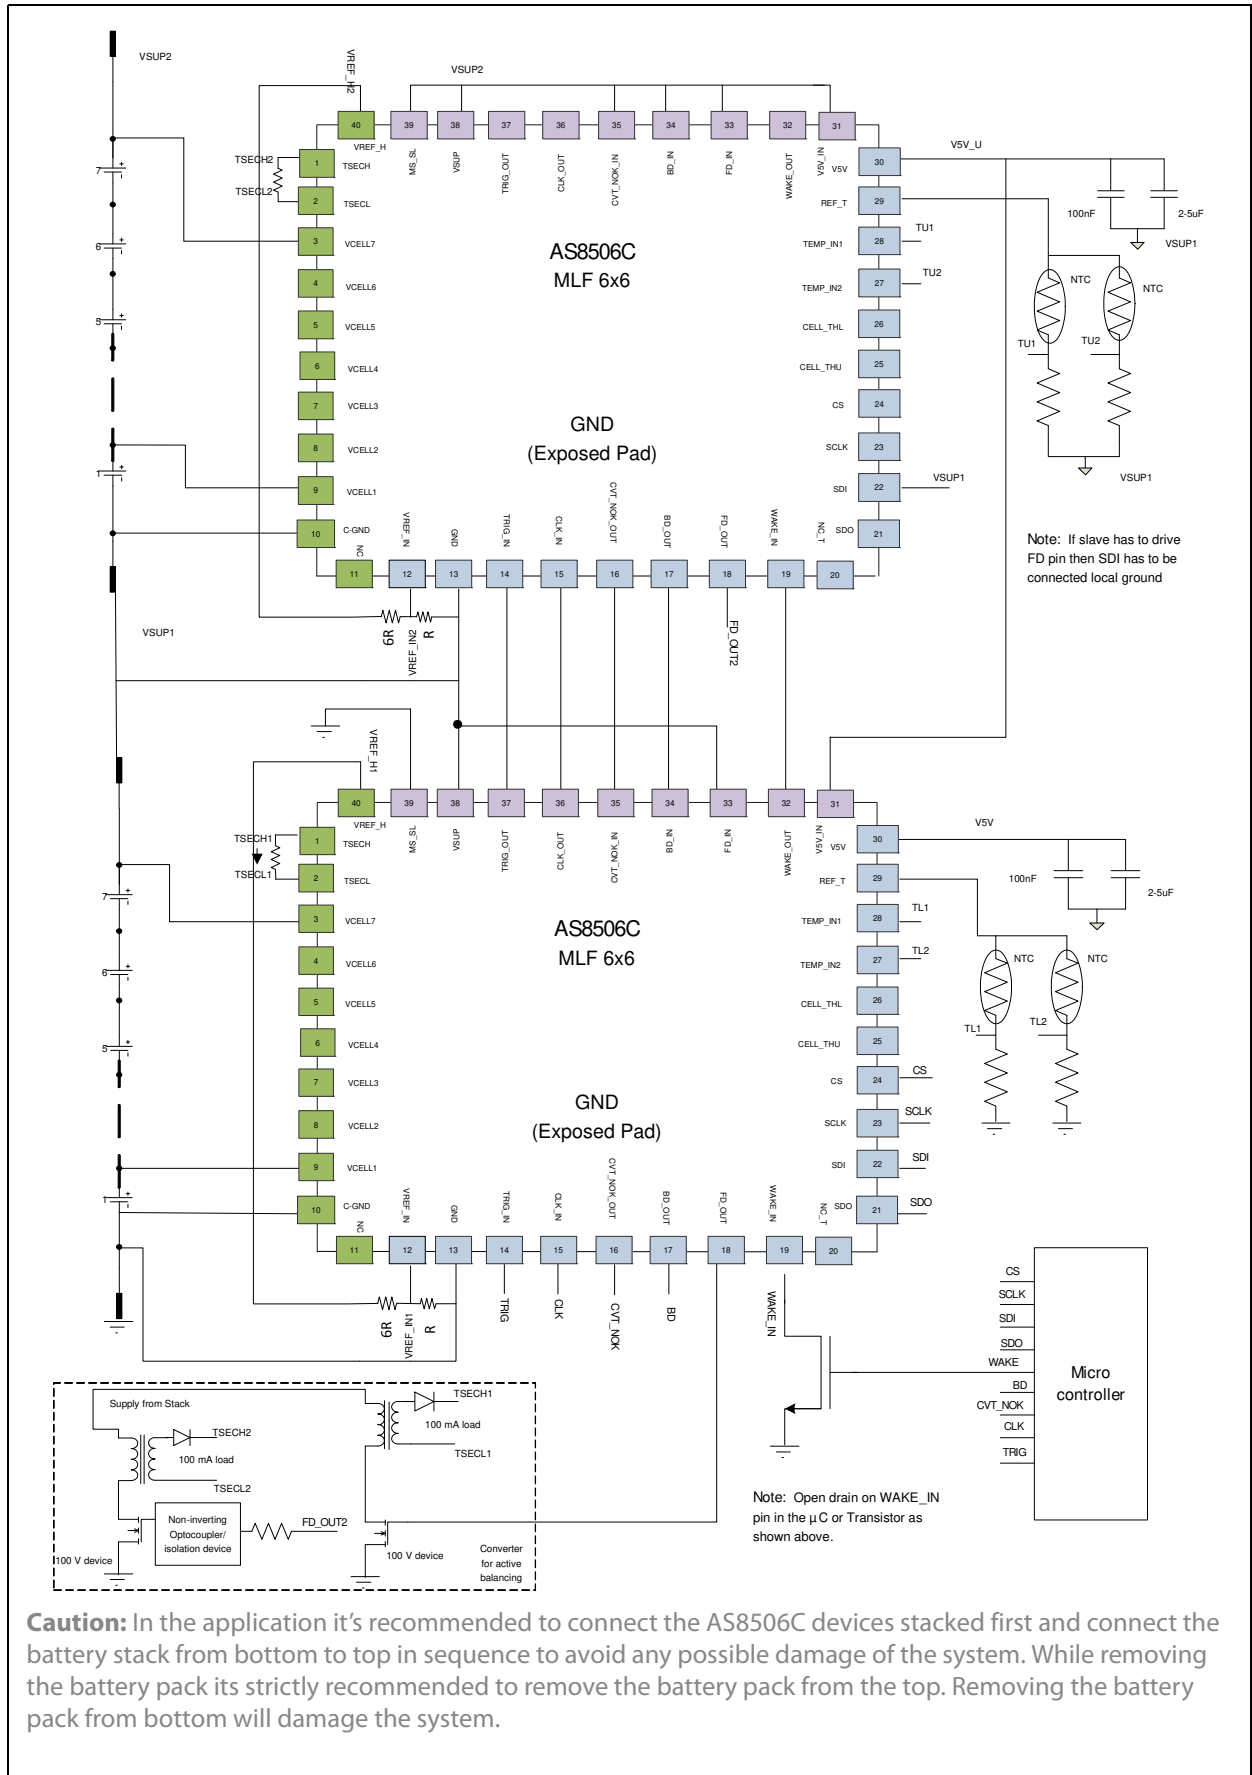 VSUP2
VREF_H2
VSUP2
40
39
38
37
36
35
34
33
32
31
VREF_H
MS_SL
VSUP
TRIG_OUT
CLK_OUT
CVT_NOK_IN
BD_IN
FD_IN
WAKE_OUT
V5V_IN
TSECH2
TSECL2
1
TSECH
2
TSECL
3
VCELL7
4
VCELL6
5
VCELL5
6
VCELL4
7
VCELL3
8
VCELL2
9
VCELL1
10
C-GND
7
+
-
6
+
-
5
+
-
1
+
-
AS8506C
MLF 6x6
GND
(Exposed Pad)
V5V
30
V5V_U
REF_T
29
TEMP_IN1
28
TU1
TEMP_IN2
27
TU2
CELL_THL
26
CELL_THU
25
CS
24
SCLK
23
SDI
22
VSUP1
SDO
21
100nF
2-5uF
VSUP1
NTC
NTC
TU1
TU2
VSUP1
Note: If slave has to drive
FD pin then SDI has to be
connected local ground
NC
VREF_IN
GND
TRIG_IN
CLK_IN
CVT_NOK_OUT
BD_OUT
FD_OUT
WAKE_IN
NC_T
11
12
13
14
15
16
17
18
19
20
6R
R
VREF_IN2
FD_OUT2
VSUP1
VREF_H1
40
39
38
37
36
35
34
33
32
31
VREF_H
MS_SL
VSUP
TRIG_OUT
CLK_OUT
CVT_NOK_IN
BD_IN
FD_IN
WAKE_OUT
V5V_IN
TSECH1
TSECL1
1
TSECH
2
TSECL
3
VCELL7
4
VCELL6
5
VCELL5
6
VCELL4
7
VCELL3
8
VCELL2
9
VCELL1
10
C-GND
7
+
-
6
+
-
5
+
-
1
+
-
AS8506C
MLF 6x6
GND
(Exposed Pad)
V5V
30
V5V
REF_T
29
TEMP_IN1
28
TL1
TEMP_IN2
27
TL2
CELL_THL
26
CELL_THU
25
CS
24
CS
SCLK
23
SCLK
SDI
22
SDI
SDO
21
SDO
100nF
2-5uF
NTC
NTC
TL1
TL2
NC
VREF_IN
GND
TRIG_IN
CLK_IN
CVT_NOK_OUT
BD_OUT
FD_OUT
WAKE_IN
NC_T
11
12
13
14
15
16
17
18
19
20
6R
R
VREF_IN1
TRIG
CLK
CVT_NOK
BD
WAKE_IN
CS
SCLK
SDI
SDO
WAKE
BD
CVT_NOK
CLK
TRIG
Micro
controller
Supply from Stack
TSECH2
100 mA load
TSECL2
TSECH1
100 mA load
TSECL1
Non-inverting
Optocoupler/
isolation device
FD_OUT2
100 V device
100 V device
Converter
for active
balancing
Note: Open drain on WAKE_IN
pin in the µC or Transistor as
shown above.
Caution: In the application it’s recommended to connect the AS8506C devices stacked first and connect the
battery stack from bottom to top in sequence to avoid any possible damage of the system. While removing
the battery pack its strictly recommended to remove the battery pack from the top. Removing the battery
pack from bottom will damage the system.